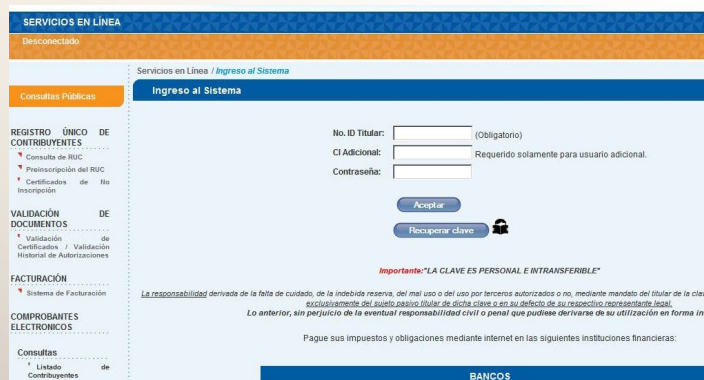 SERVICIOS EN LÍNEA
Desconectado
Servicios en Línea / Ingreso al Sistema
Consultas Públicas
Ingreso al Sistema
REGISTRO ÚNICO DE
CONTRIBUYENTES
Consulta de RUC
Preinscripción del RUC
Certificados de No
Inscripción
VALIDACIÓN DE
DOCUMENTOS
Validación de
Certificados / Validación
Historial de Autorizaciones
FACTURACIÓN
Sistema de Facturación
COMPROBANTES
ELECTRONICOS
Consultas
Listado de
Contribuyentes
No. ID Titular: (Obligatorio)
CI Adicional: Requerido solamente para usuario adicional.
Contraseña:
Aceptar
Recuperar clave
Importante:"LA CLAVE ES PERSONAL E INTRANSFERIBLE"
La responsabilidad derivada de la falta de cuidado, de la indebida reserva, del mal uso o del uso por terceros autorizados o no, mediante mandato del titular de la cla
exclusivamente del sujeto pasivo titular de dicha clave o en su defecto de su respectivo representante legal.
Lo anterior, sin perjuicio de la eventual responsabilidad civil o penal que pudiese derivarse de su utilización en forma in
Pague sus impuestos y obligaciones mediante internet en las siguientes instituciones financieras:
BANCOS